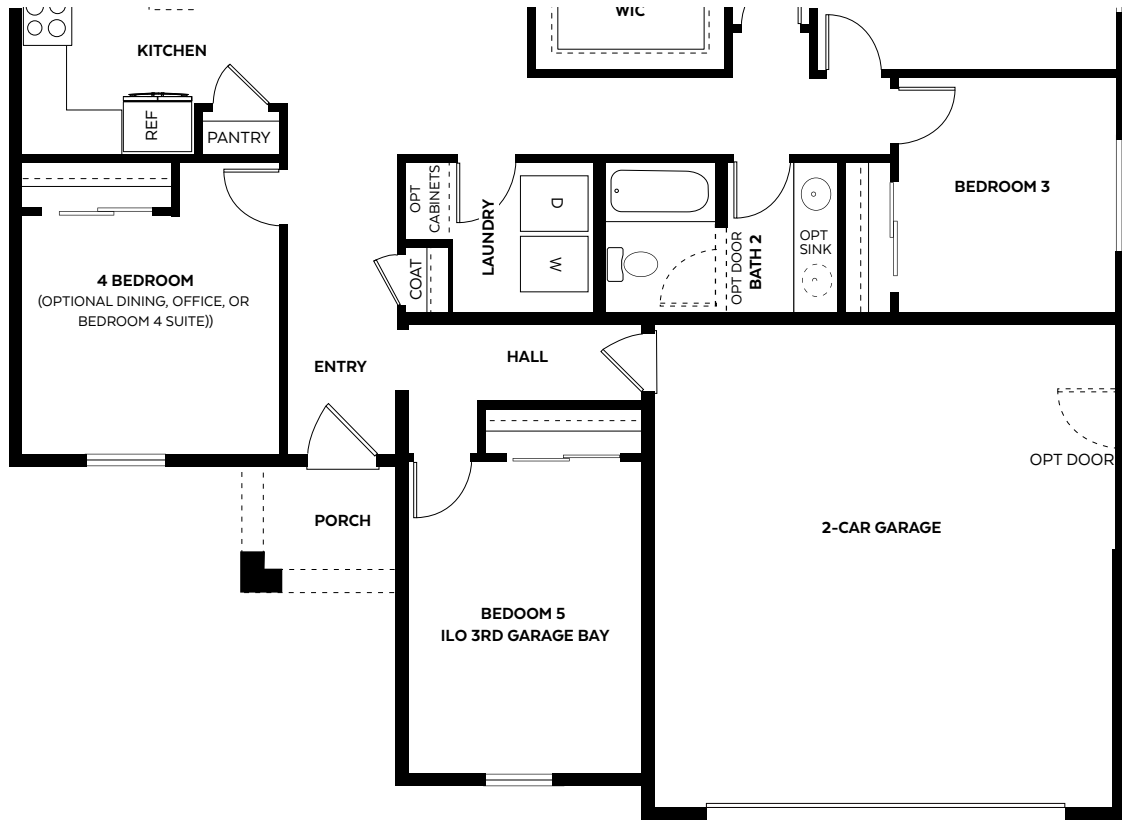 WIC
KITCHEN
REF
PANTRY
BEDROOM 3
OPT
CABINETS
LAUNDRY
D
W
COAT
OPT DOOR
BATH 2
OPT
SINK
4 BEDROOM
(OPTIONAL DINING, OFFICE, OR
BEDROOM 4 SUITE))
ENTRY
HALL
OPT DOOR
PORCH
2-CAR GARAGE
BEDOOM 5
ILO 3RD GARAGE BAY